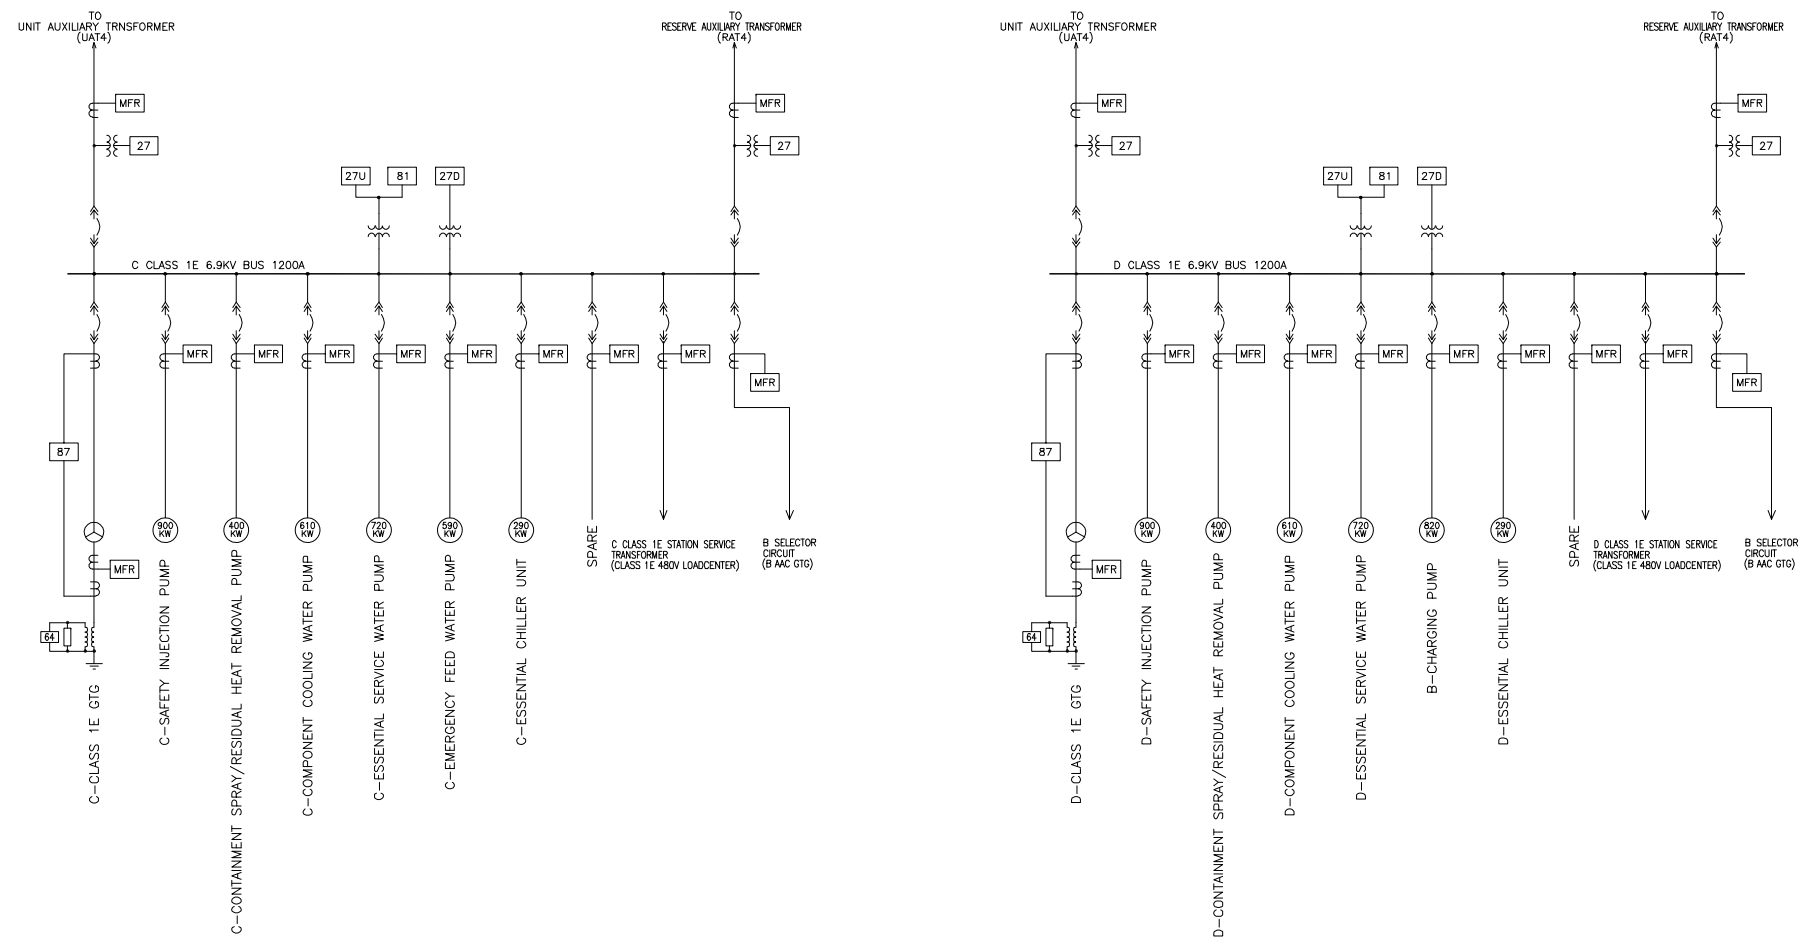 TO
UNIT AUXILIARY TRNSFORMER
(UAT4)
TO
RESERVE AUXILIARY TRANSFORMER
(RAT4)
MFR
MFR
27
27
27U
81
27D
C CLASS 1E 6.9KV BUS 1200A
MFR
MFR
MFR
MFR
MFR
MFR
MFR
MFR
MFR
87
900
KW
400
KW
610
KW
720
KW
590
KW
290
KW
MFR
64
C-CLASS 1E GTG
C-SAFETY INJECTION PUMP
C-CONTAINMENT SPRAY/RESIDUAL HEAT REMOVAL PUMP
C-COMPONENT COOLING WATER PUMP
C-ESSENTIAL SERVICE WATER PUMP
C-EMERGENCY FEED WATER PUMP
C-ESSENTIAL CHILLER UNIT
SPARE
C CLASS 1E STATION SERVICE
TRANSFORMER
(CLASS 1E 480V LOADCENTER)
B SELECTOR
CIRCUIT
(B AAC GTG)
TO
UNIT AUXILIARY TRNSFORMER
(UAT4)
TO
RESERVE AUXILIARY TRANSFORMER
(RAT4)
MFR
MFR
27
27
27U
81
27D
D CLASS 1E 6.9KV BUS 1200A
MFR
MFR
MFR
MFR
MFR
MFR
MFR
MFR
MFR
87
900
KW
400
KW
610
KW
720
KW
820
KW
290
KW
MFR
64
D-CLASS 1E GTG
D-SAFETY INJECTION PUMP
D-CONTAINMENT SPRAY/RESIDUAL HEAT REMOVAL PUMP
D-COMPONENT COOLING WATER PUMP
D-ESSENTIAL SERVICE WATER PUMP
B-CHARGING PUMP
D-ESSENTIAL CHILLER UNIT
SPARE
D CLASS 1E STATION SERVICE
TRANSFORMER
(CLASS 1E 480V LOADCENTER)
B SELECTOR
CIRCUIT
(B AAC GTG)